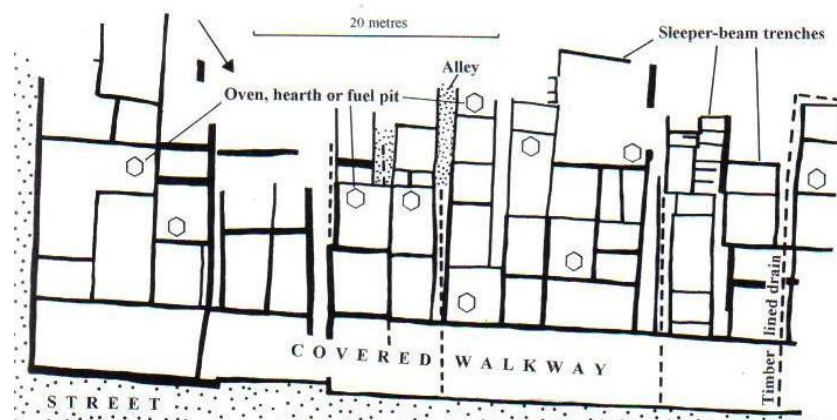 20 metres
Sleeper-beam trenches
Alley
Oven, hearth or fuel pit
COVERED WALKWAY
Timber lined drain
STREET